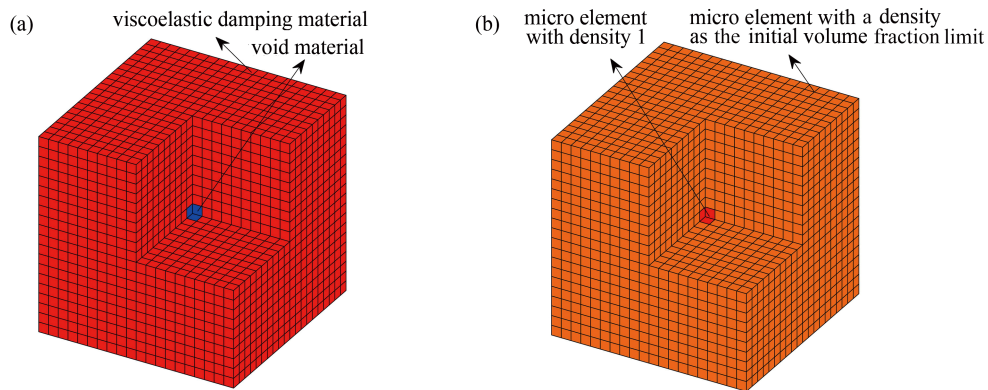 (a)
viscoelastic damping material
void material
(b)
micro element
with density 1
micro element with a density
as the initial volume fraction limit